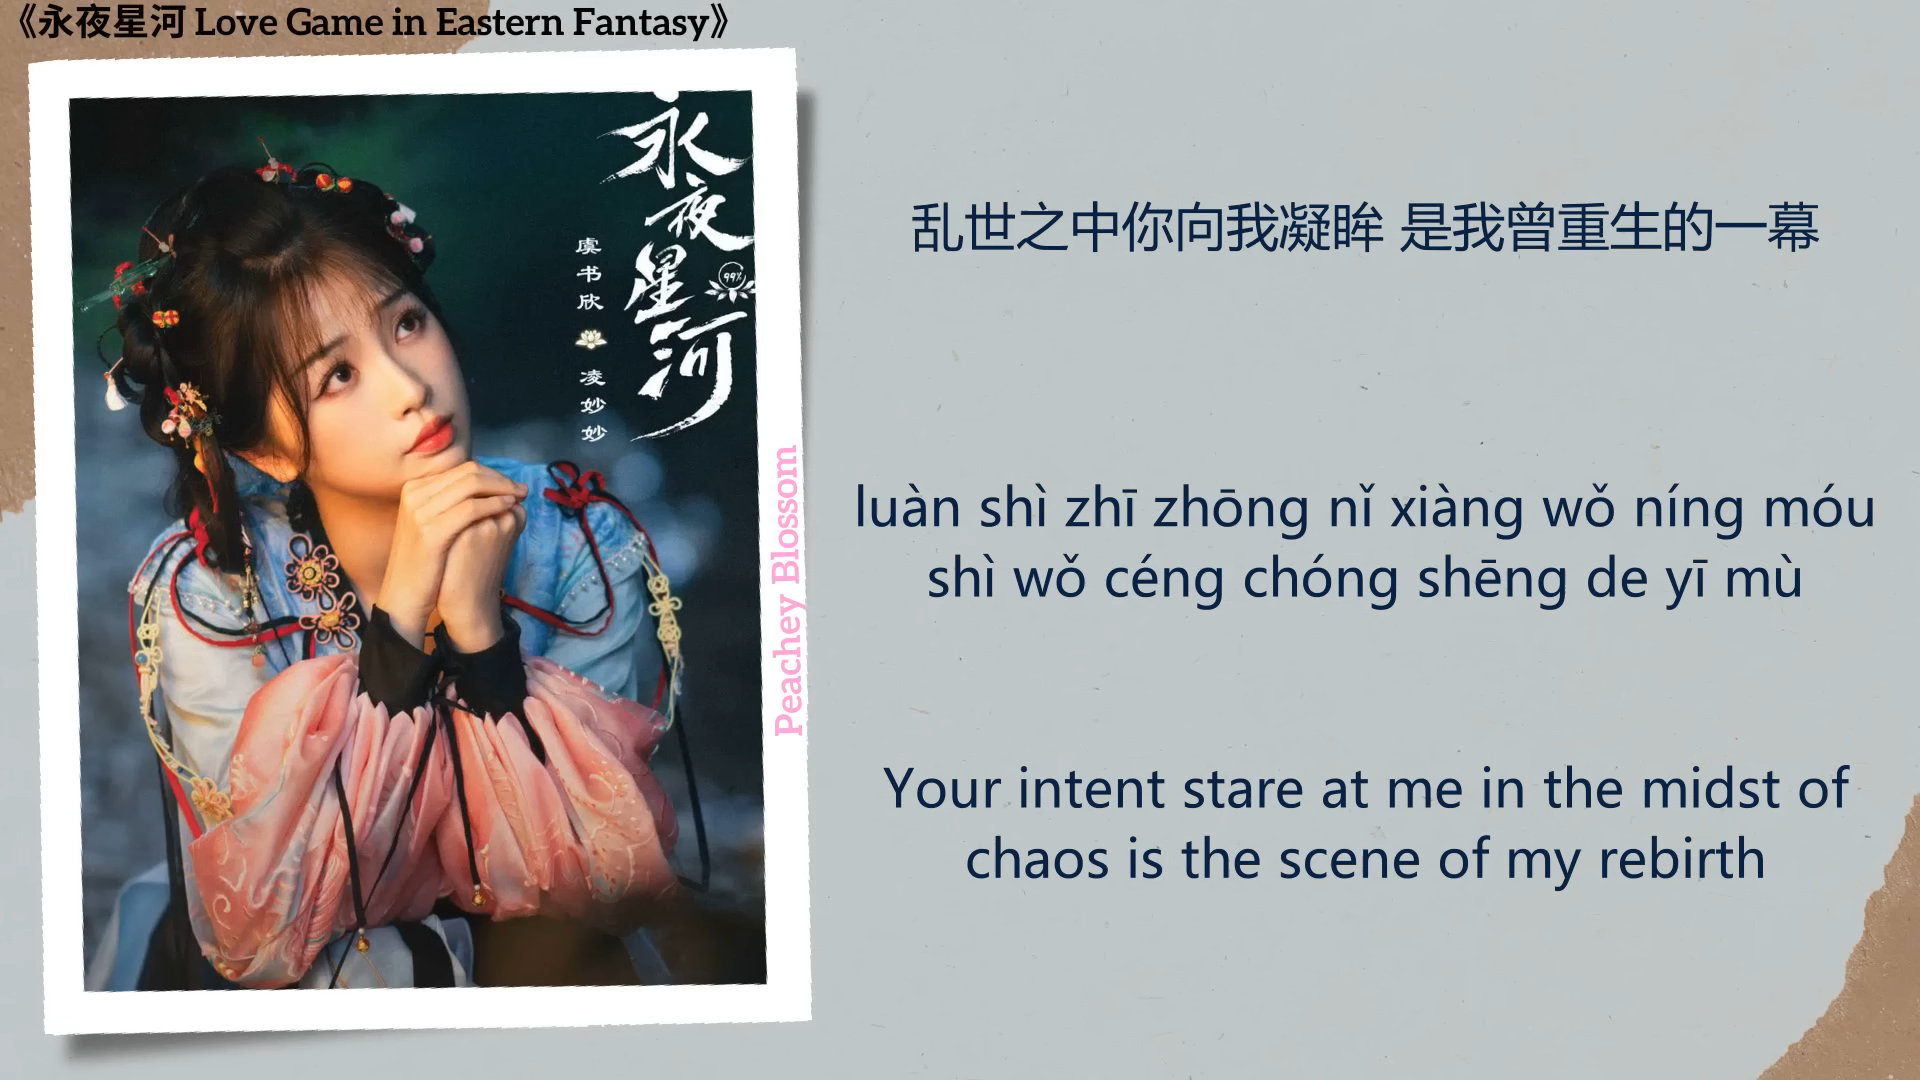 《永夜星河 Love Game in Eastern Fantasy》
永夜星河
99%
虞书欣
凌妙妙
Peachey Blossom
乱世之中你向我凝眸 是我曾重生的一幕
luàn shì zhī zhōng nǐ xiàng wǒ níng móu
shì wǒ céng chóng shēng de yī mù
Your intent stare at me in the midst of
chaos is the scene of my rebirth